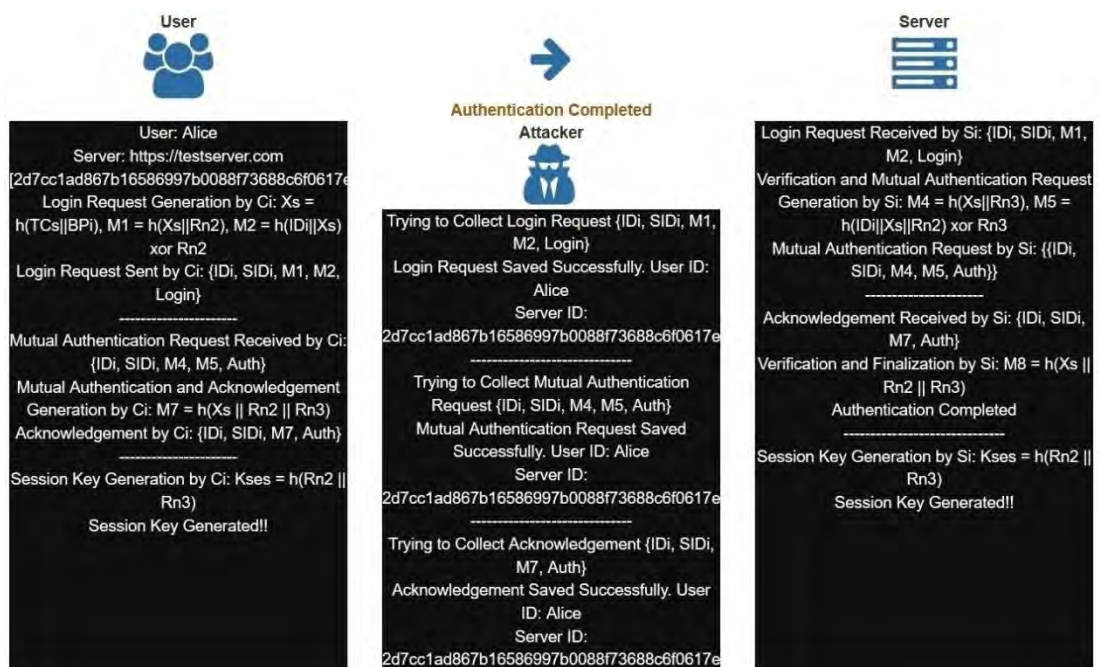 User
User: Alice
Server: https://testserver.com
[2d7cc1ad867b16586997b0088f73688c6f0617e
Login Request Generation by Ci: Xs =
h(TCs||BPi), M1 = h(Xs||Rn2), M2 = h(IDi||Xs)
xor Rn2
Login Request Sent by Ci: {IDi, SIDi, M1, M2,
Login}
----------------------
Mutual Authentication Request Received by Ci:
{IDi, SIDi, M4, M5, Auth}
Mutual Authentication and Acknowledgement
Generation by Ci: M7 = h(Xs || Rn2 || Rn3)
Acknowledgement by Ci: {IDi, SIDi, M7, Auth}
----------------------
Session Key Generation by Ci: Kses = h(Rn2 ||
Rn3)
Session Key Generated!!
Authentication Completed
Attacker
Trying to Collect Login Request {IDi, SIDi, M1,
M2, Login}
Login Request Saved Successfully. User ID:
Alice
Server ID:
2d7cc1ad867b16586997b0088f73688c6f0617e
------------------------------
Trying to Collect Mutual Authentication
Request {IDi, SIDi, M4, M5, Auth}
Mutual Authentication Request Saved
Successfully. User ID: Alice
Server ID:
2d7cc1ad867b16586997b0088f73688c6f0617e
------------------------------
Trying to Collect Acknowledgement {IDi, SIDi,
M7, Auth}
Acknowledgement Saved Successfully. User
ID: Alice
Server ID:
2d7cc1ad867b16586997b0088f73688c6f0617e
Server
Login Request Received by Si: {IDi, SIDi, M1,
M2, Login}
Verification and Mutual Authentication Request
Generation by Si: M4 = h(Xs||Rn3), M5 =
h(IDi||Xs||Rn2) xor Rn3
Mutual Authentication Request by Si: {{IDi,
SIDi, M4, M5, Auth}}
----------------------
Acknowledgement Received by Si: {IDi, SIDi,
M7, Auth}
Verification and Finalization by Si: M8 = h(Xs ||
Rn2 || Rn3)
Authentication Completed
------------------------------
Session Key Generation by Si: Kses = h(Rn2 ||
Rn3)
Session Key Generated!!